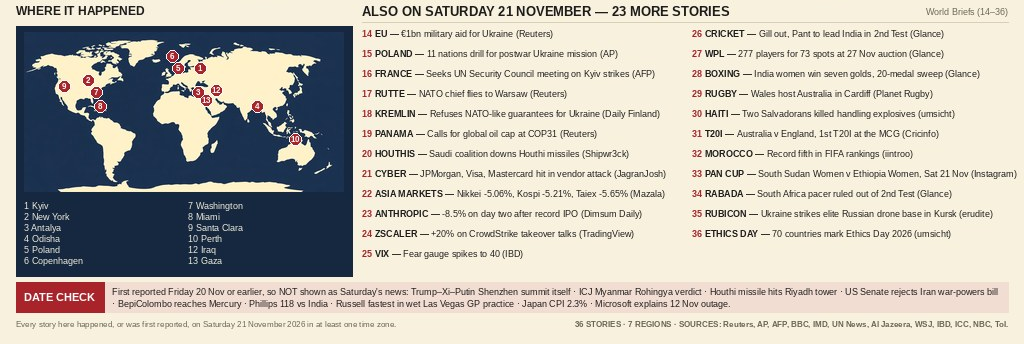 WHERE IT HAPPENED
6
5
1
2
9
7
3
12
13
8
4
10
1 Kyiv
2 New York
3 Antalya
4 Odisha
5 Poland
6 Copenhagen
7 Washington
8 Miami
9 Santa Clara
10 Perth
12 Iraq
13 Gaza
ALSO ON SATURDAY 21 NOVEMBER — 23 MORE STORIES
World Briefs (14–36)
14 EU — €1bn military aid for Ukraine (Reuters)
15 POLAND — 11 nations drill for postwar Ukraine mission (AP)
16 FRANCE — Seeks UN Security Council meeting on Kyiv strikes (AFP)
17 RUTTE — NATO chief flies to Warsaw (Reuters)
18 KREMLIN — Refuses NATO-like guarantees for Ukraine (Daily Finland)
19 PANAMA — Calls for global oil cap at COP31 (Reuters)
20 HOUTHIS — Saudi coalition downs Houthi missiles (Shipwr3ck)
21 CYBER — JPMorgan, Visa, Mastercard hit in vendor attack (JagranJosh)
22 ASIA MARKETS — Nikkei -5.06%, Kospi -5.21%, Taiex -5.65% (Mazala)
23 ANTHROPIC — -8.5% on day two after record IPO (Dimsum Daily)
24 ZSCALER — +20% on CrowdStrike takeover talks (TradingView)
25 VIX — Fear gauge spikes to 40 (IBD)
26 CRICKET — Gill out, Pant to lead India in 2nd Test (Glance)
27 WPL — 277 players for 73 spots at 27 Nov auction (Glance)
28 BOXING — India women win seven golds, 20-medal sweep (Glance)
29 RUGBY — Wales host Australia in Cardiff (Planet Rugby)
30 HAITI — Two Salvadorans killed handling explosives (umsicht)
31 T20I — Australia v England, 1st T20I at the MCG (Cricinfo)
32 MOROCCO — Record fifth in FIFA rankings (iintroo)
33 PAN CUP — South Sudan Women v Ethiopia Women, Sat 21 Nov (Instagram)
34 RABADA — South Africa pacer ruled out of 2nd Test (Glance)
35 RUBICON — Ukraine strikes elite Russian drone base in Kursk (erudite)
36 ETHICS DAY — 70 countries mark Ethics Day 2026 (umsicht)
DATE CHECK
First reported Friday 20 Nov or earlier, so NOT shown as Saturday's news: Trump–Xi–Putin Shenzhen summit itself · ICJ Myanmar Rohingya verdict · Houthi missile hits Riyadh tower · US Senate rejects Iran war-powers bill
· BepiColombo reaches Mercury · Phillips 118 vs India · Russell fastest in wet Las Vegas GP practice · Japan CPI 2.3% · Microsoft explains 12 Nov outage.
Every story here happened, or was first reported, on Saturday 21 November 2026 in at least one time zone.
36 STORIES · 7 REGIONS · SOURCES: Reuters, AP, AFP, BBC, IMD, UN News, Al Jazeera, WSJ, IBD, ICC, NBC, ToI.